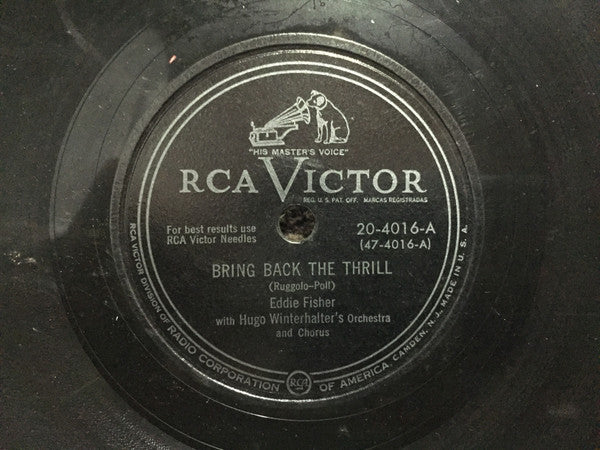 "HIS MASTER'S VOICE"
RCA VICTOR
REG. U. S. PAT. OFF. MARCAS REGISTRADAS
For best results use
RCA Victor Needles
20-4016-A
(47-4016-A)
BRING BACK THE THRILL
(Ruggolo-Poll)
Eddie Fisher
with Hugo Winterhalter's Orchestra
and Chorus
RCA VICTOR DIVISION OF RADIO CORPORATION OF AMERICA, CAMDEN, N. J. MADE IN U. S. A.
RCA